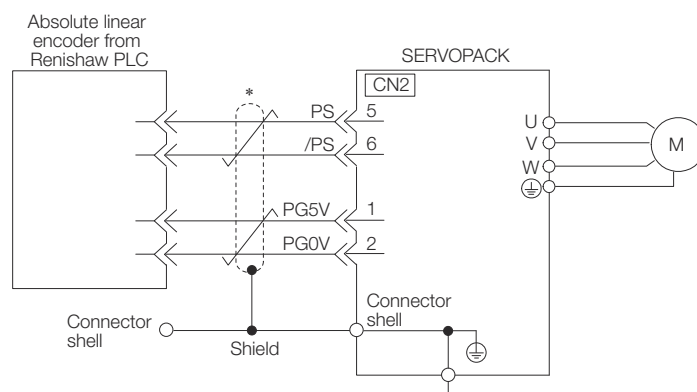 Absolute linear
encoder from
Renishaw PLC
SERVOPACK
CN2
*
PS 5
/PS 6
PG5V 1
PG0V 2
U
V
W
M
Connector
shell
Shield
Connector
shell